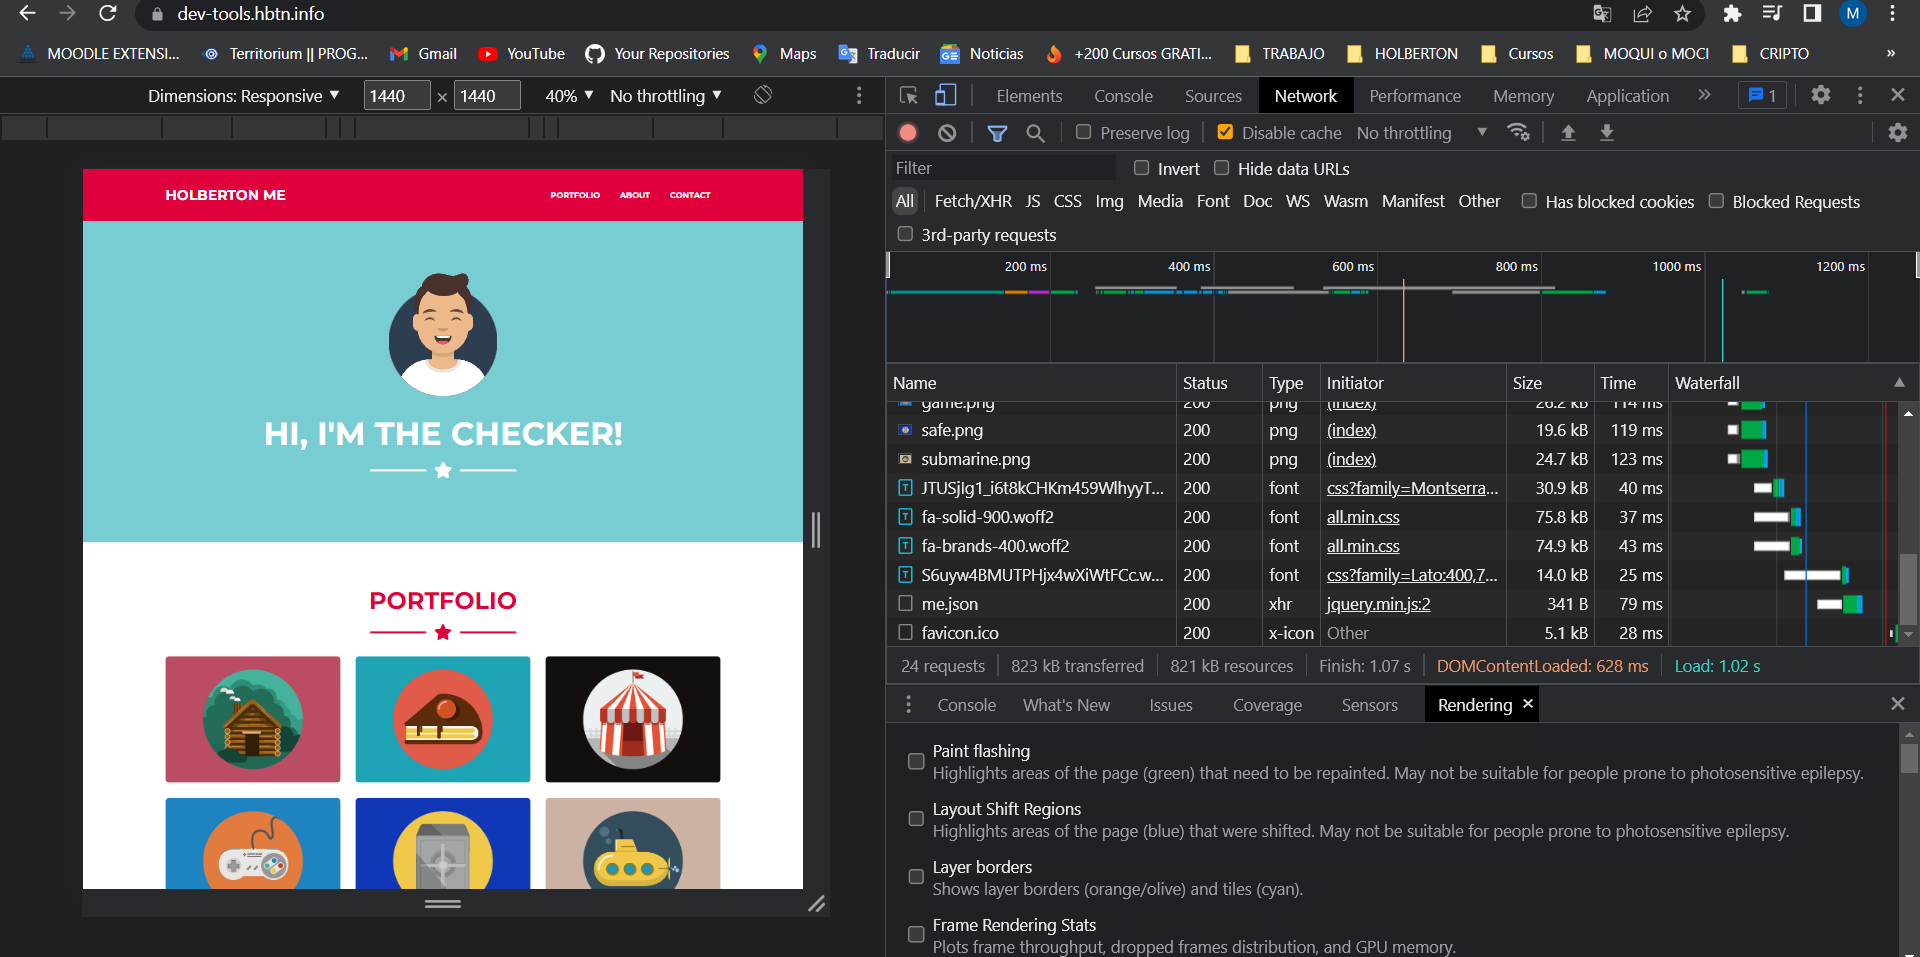 dev-tools.hbtn.info
M
MOODLE EXTENSI...
Territorium || PROG...
Gmail
YouTube
Your Repositories
Maps
Traducir
Noticias
+200 Cursos GRATI...
TRABAJO
HOLBERTON
Cursos
MOQUI o MOCI
CRIPTO
»
Dimensions: Responsive ▼ 1440 × 1440 40% ▼ No throttling ▼
Elements Console Sources Network Performance Memory Application » 1
Preserve log Disable cache No throttling ▼
Filter Invert Hide data URLs
All Fetch/XHR JS CSS Img Media Font Doc WS Wasm Manifest Other Has blocked cookies Blocked Requests
3rd-party requests
200 ms 400 ms 600 ms 800 ms 1000 ms 1200 ms
Name Status Type Initiator Size Time Waterfall
game.png 200 png (index) 26.2 kB 114 ms
safe.png 200 png (index) 19.6 kB 119 ms
submarine.png 200 png (index) 24.7 kB 123 ms
JTUSjIg1_i6t8kCHKm459WlhyyT... 200 font css?family=Montserra... 30.9 kB 40 ms
fa-solid-900.woff2 200 font all.min.css 75.8 kB 37 ms
fa-brands-400.woff2 200 font all.min.css 74.9 kB 43 ms
S6uyw4BMUTPHjx4wXiWtFCc.w... 200 font css?family=Lato:400,7... 14.0 kB 25 ms
me.json 200 xhr jquery.min.js:2 341 B 79 ms
favicon.ico 200 x-icon Other 5.1 kB 28 ms
24 requests 823 kB transferred 821 kB resources Finish: 1.07 s DOMContentLoaded: 628 ms Load: 1.02 s
Console What's New Issues Coverage Sensors Rendering ×
Paint flashing
Highlights areas of the page (green) that need to be repainted. May not be suitable for people prone to photosensitive epilepsy.
Layout Shift Regions
Highlights areas of the page (blue) that were shifted. May not be suitable for people prone to photosensitive epilepsy.
Layer borders
Shows layer borders (orange/olive) and tiles (cyan).
Frame Rendering Stats
Plots frame throughput, dropped frames distribution, and GPU memory.
HOLBERTON ME
PORTFOLIO ABOUT CONTACT
HI, I'M THE CHECKER!
PORTFOLIO